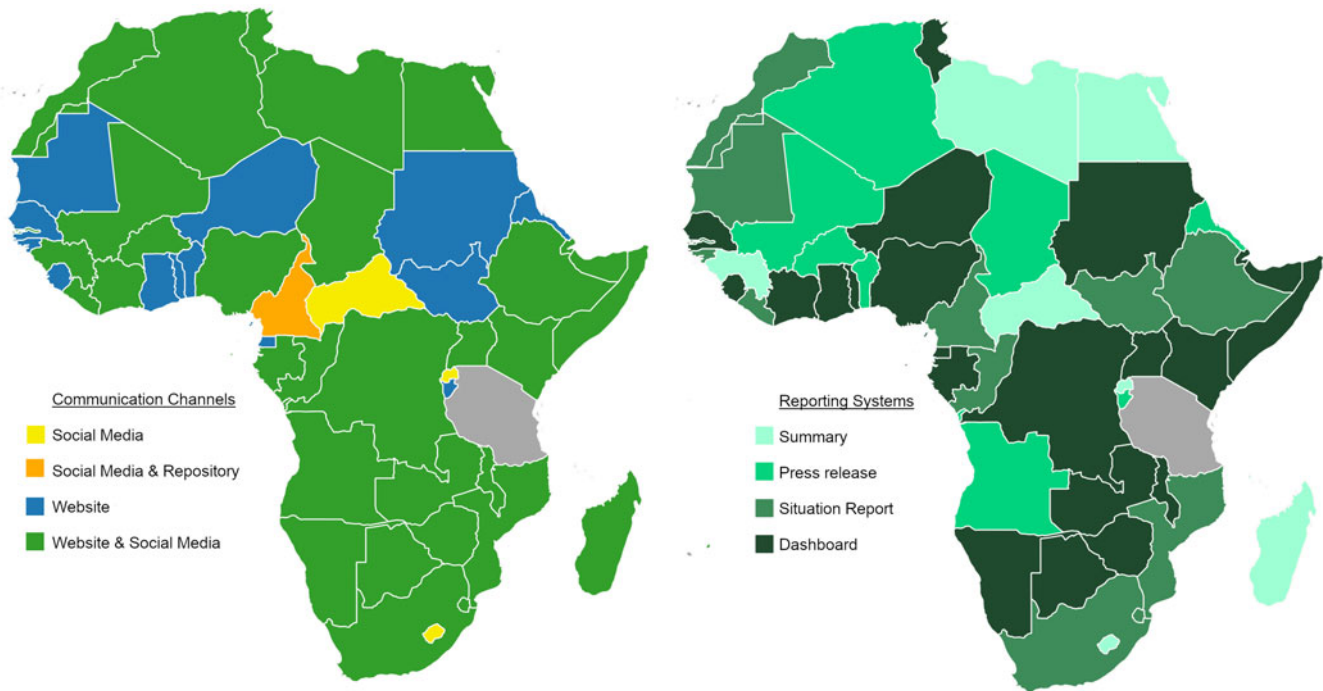 Communication Channels
Social Media
Social Media & Repository
Website
Website & Social Media
Reporting Systems
Summary
Press release
Situation Report
Dashboard